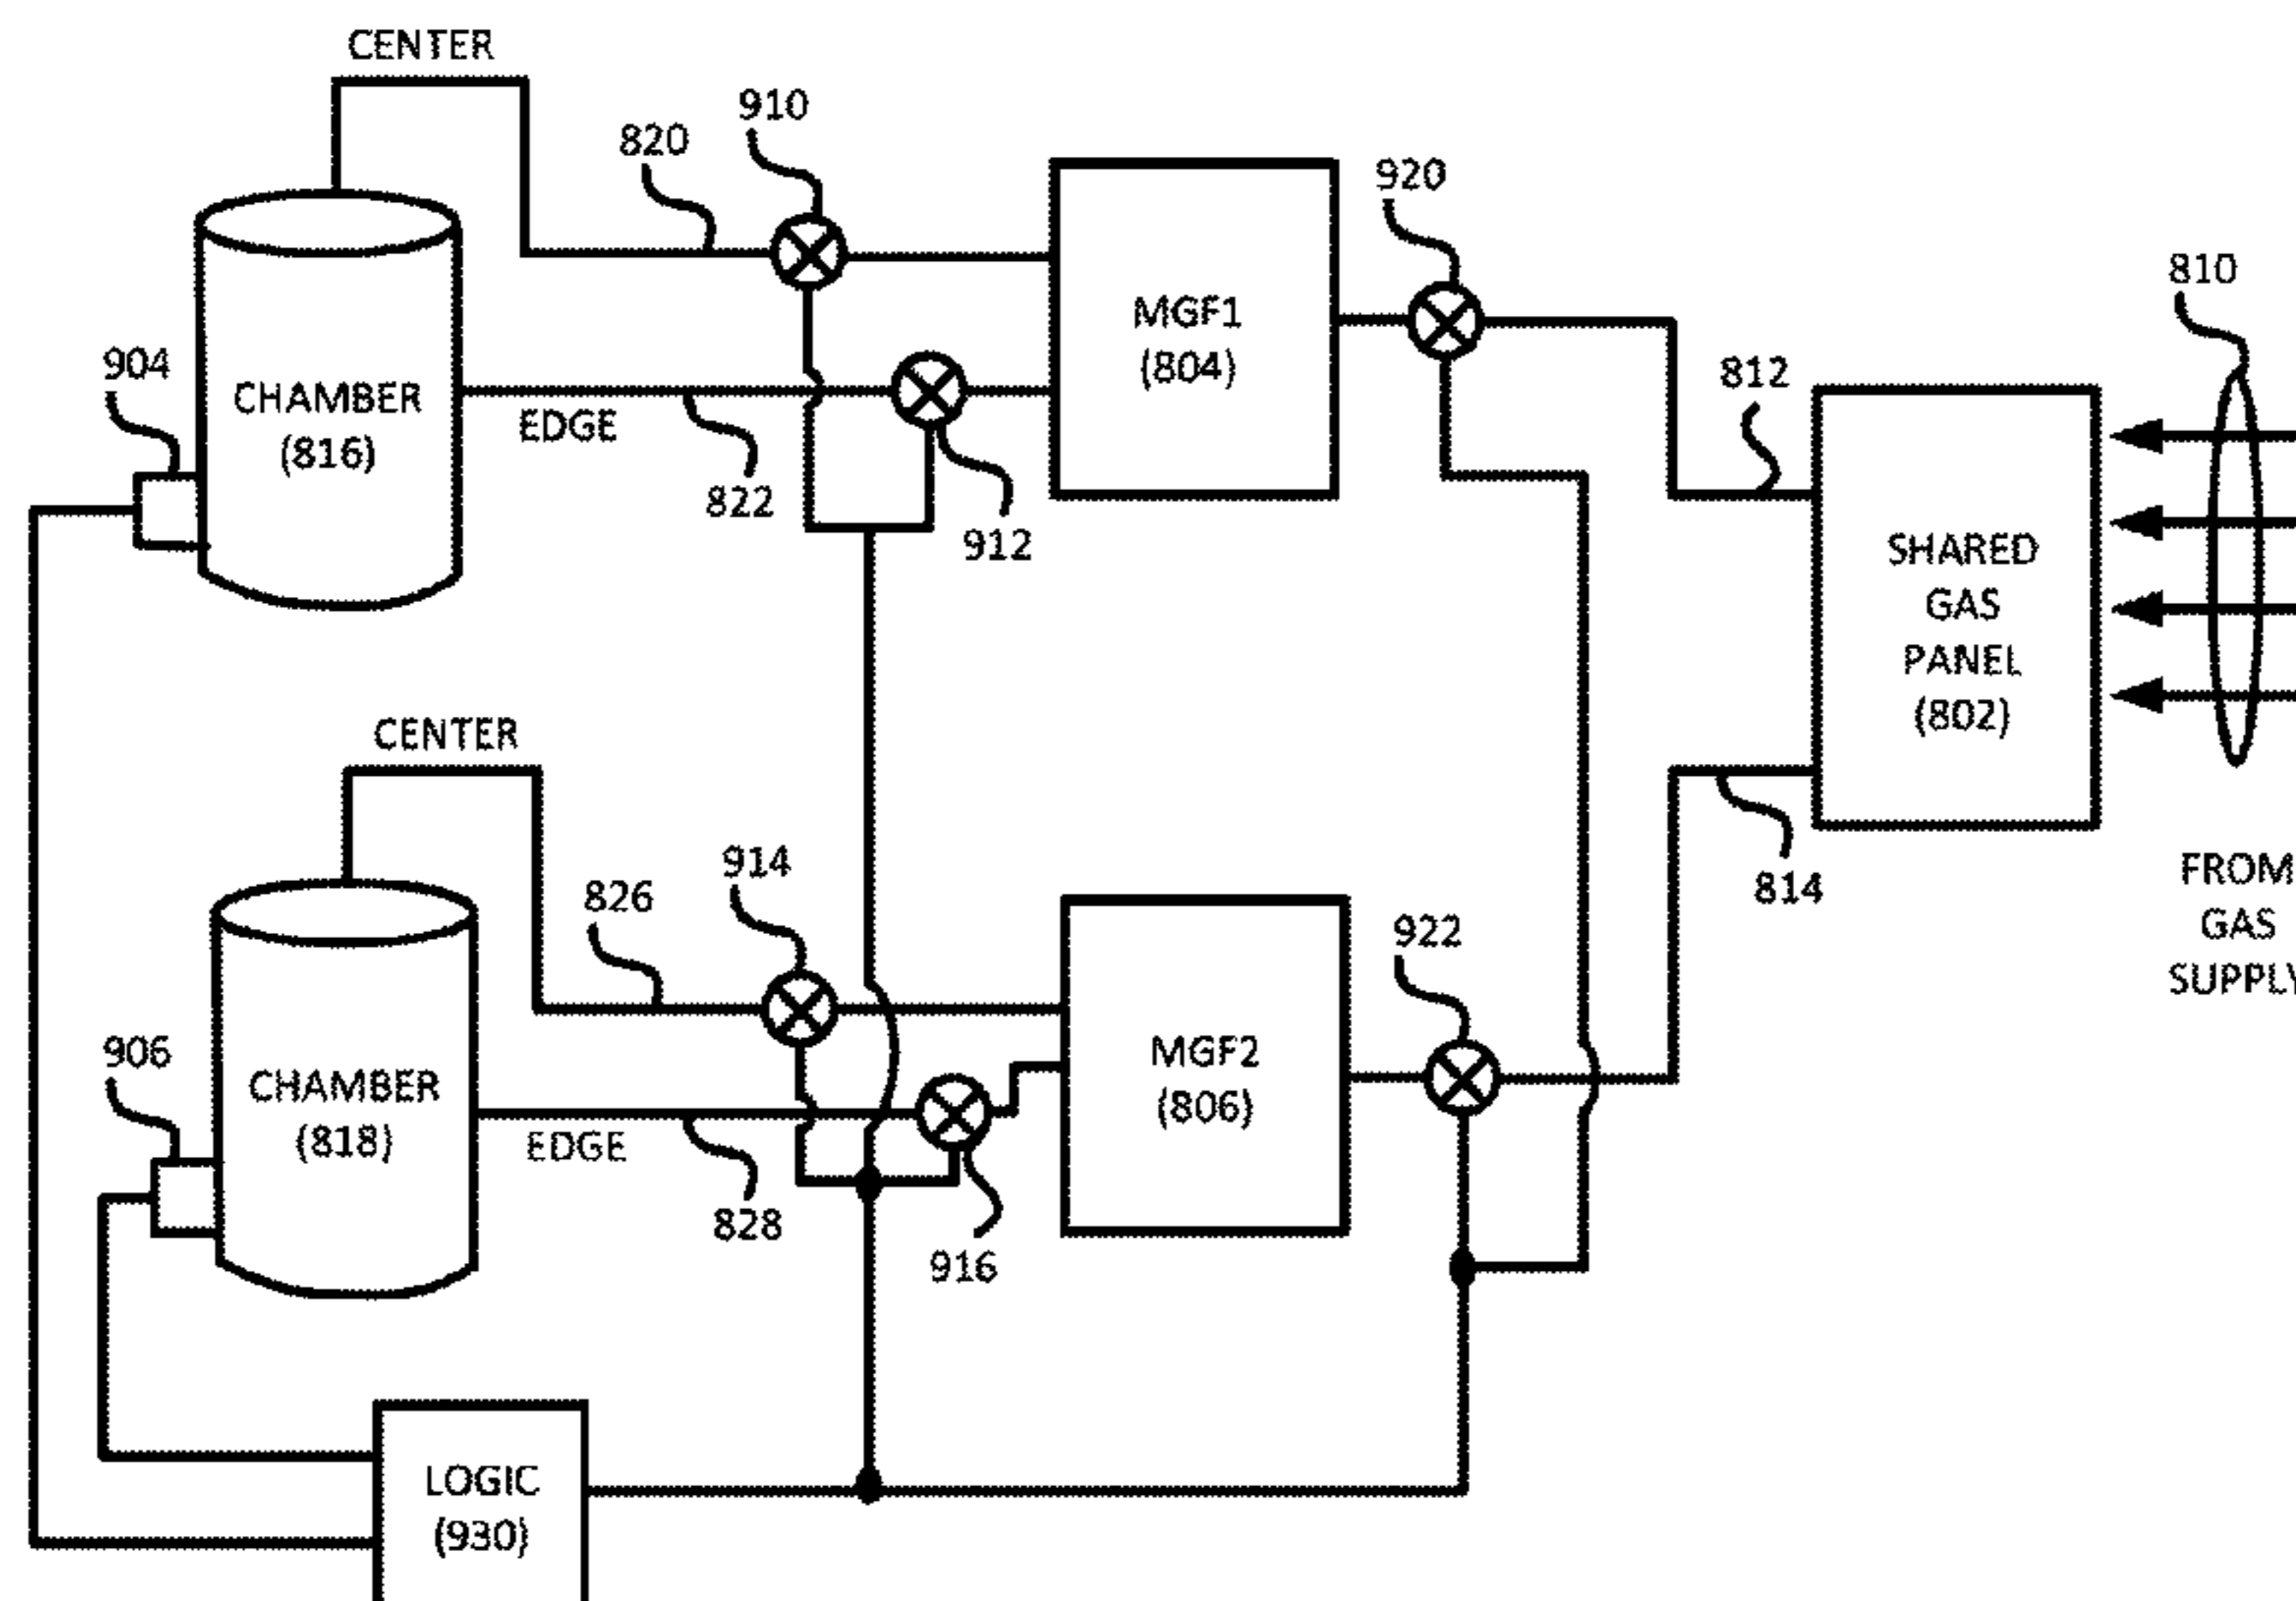 CENTER
910
820
920
810
MGF1
(804)
904
CHAMBER
(816)
EDGE
822
912
812
SHARED
GAS
PANEL
(802)
CENTER
914
826
922
814
FROM
GAS
SUPPLY
906
CHAMBER
(818)
EDGE
828
916
MGF2
(806)
LOGIC
(930)